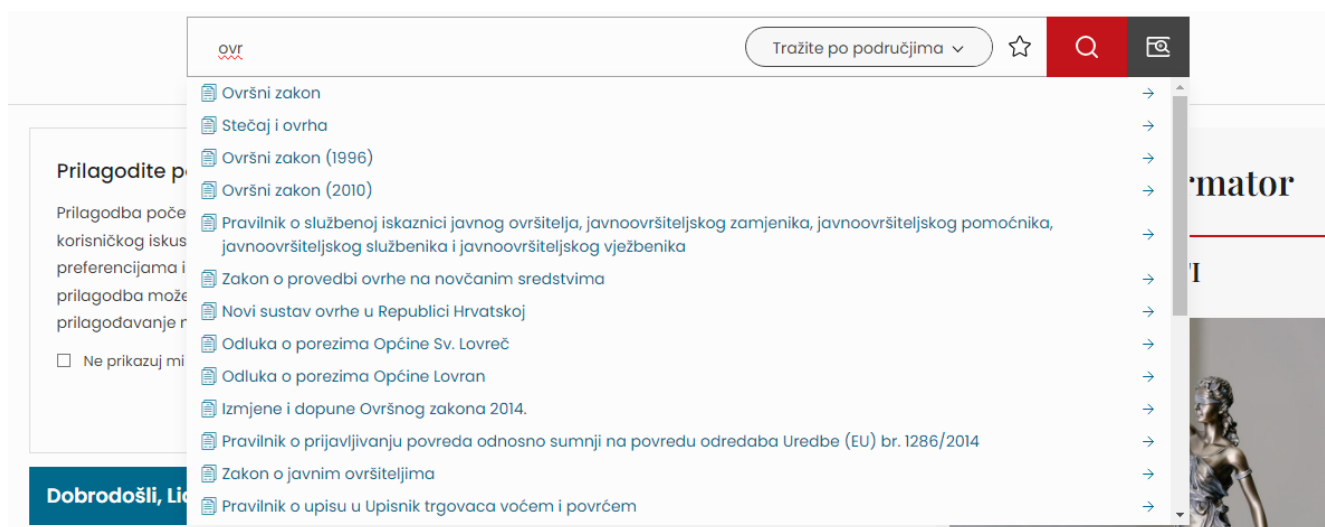 ovr
Tražite po područjima
Ovršni zakon
Stečaj i ovrha
Ovršni zakon (1996)
Ovršni zakon (2010)
Pravilnik o službenoj iskaznici javnog ovršitelja, javnoovršiteljskog zamjenika, javnoovršiteljskog pomoćnika,
javnoovršiteljskog službenika i javnoovršiteljskog vježbenika
Zakon o provedbi ovrhe na novčanim sredstvima
Novi sustav ovrhe u Republici Hrvatskoj
Odluka o porezima Općine Sv. Lovreč
Odluka o porezima Općine Lovran
Izmjene i dopune Ovršnog zakona 2014.
Pravilnik o prijavljivanju povreda odnosno sumnji na povredu odredaba Uredbe (EU) br. 1286/2014
Zakon o javnim ovršiteljima
Pravilnik o upisu u Upisnik trgovaca voćem i povrćem
Prilagodite p
Prilagodba poče
korisničkog iskus
preferencijama i
prilagodba može
prilagođavanje r
Ne prikazuj mi
Dobrodošli, Li
rmator